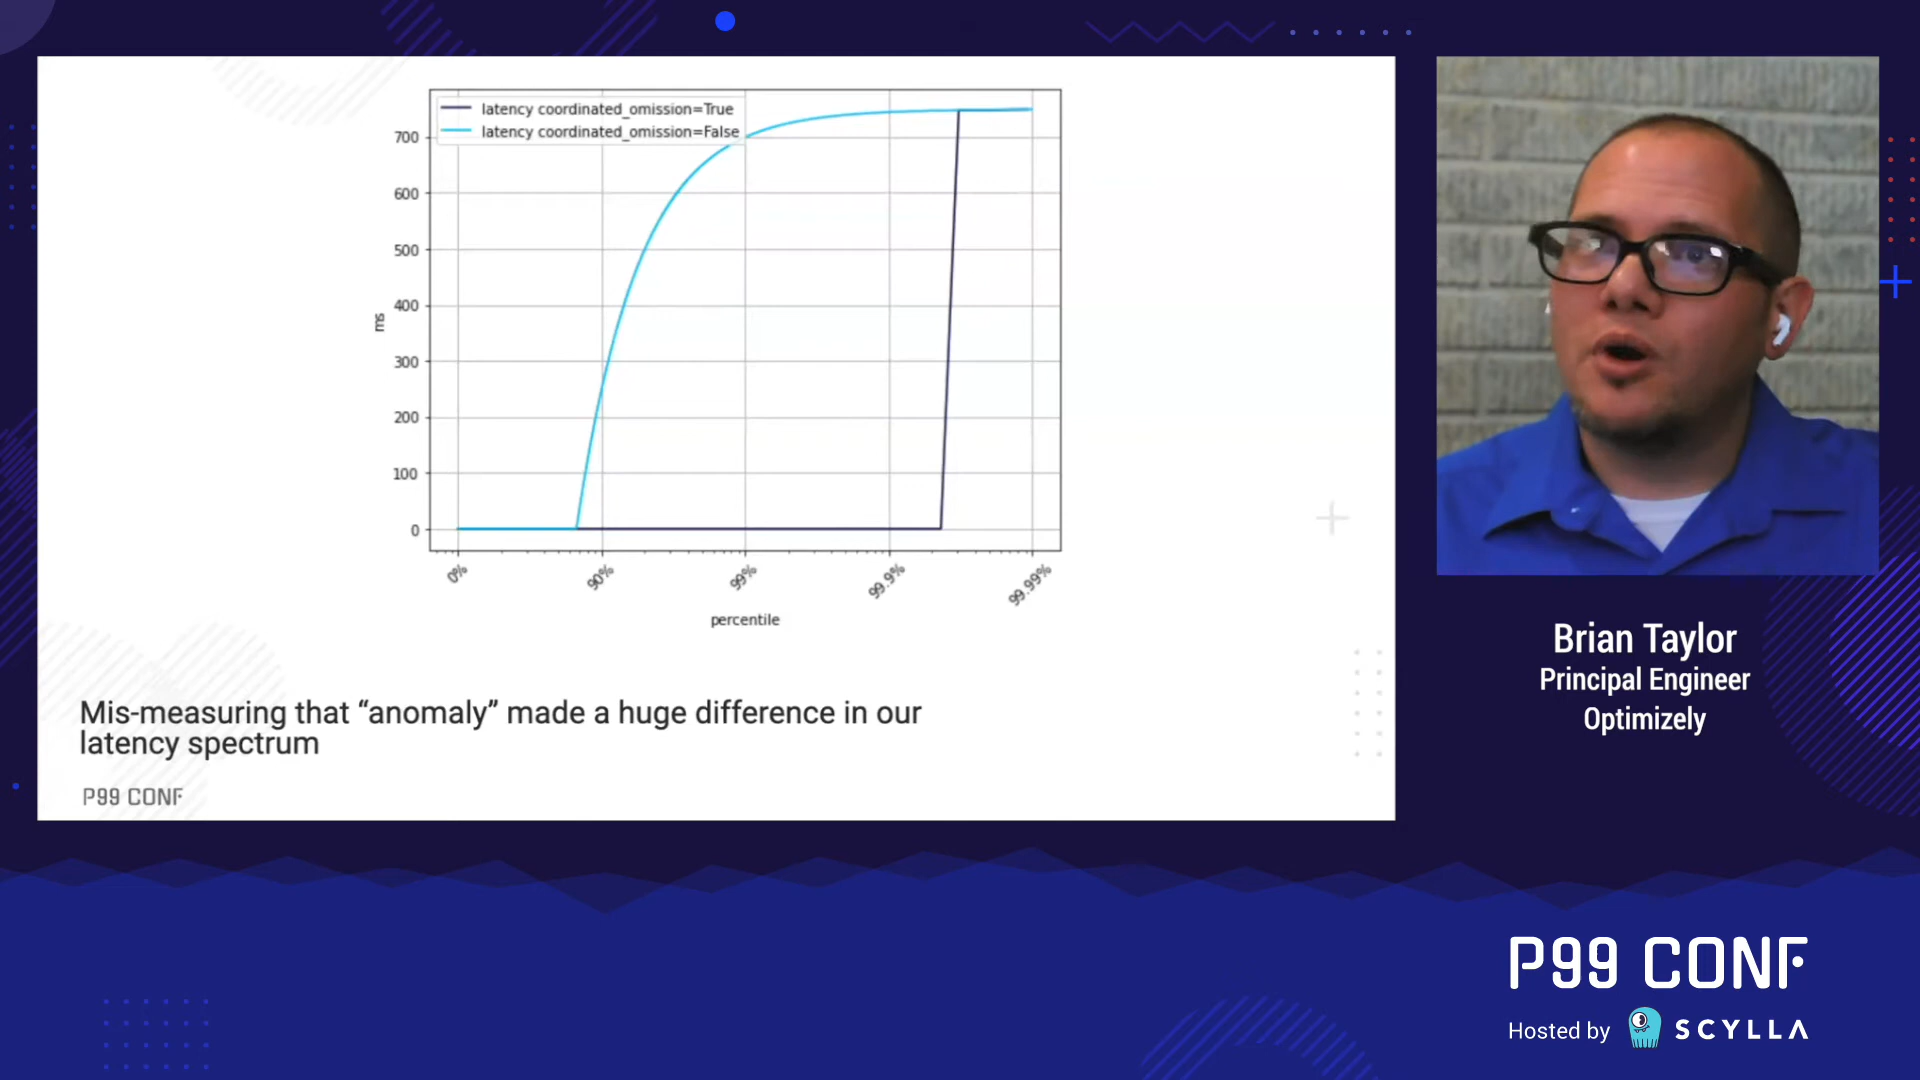 latency coordinated_omission=True
latency coordinated_omission=False
700
600
500
400
300
200
100
0
ms
0%
90%
99%
99.9%
99.99%
percentile
Mis-measuring that “anomaly” made a huge difference in our
latency spectrum
P99 CONF
Brian Taylor
Principal Engineer
Optimizely
P99 CONF
Hosted by SCYLLA